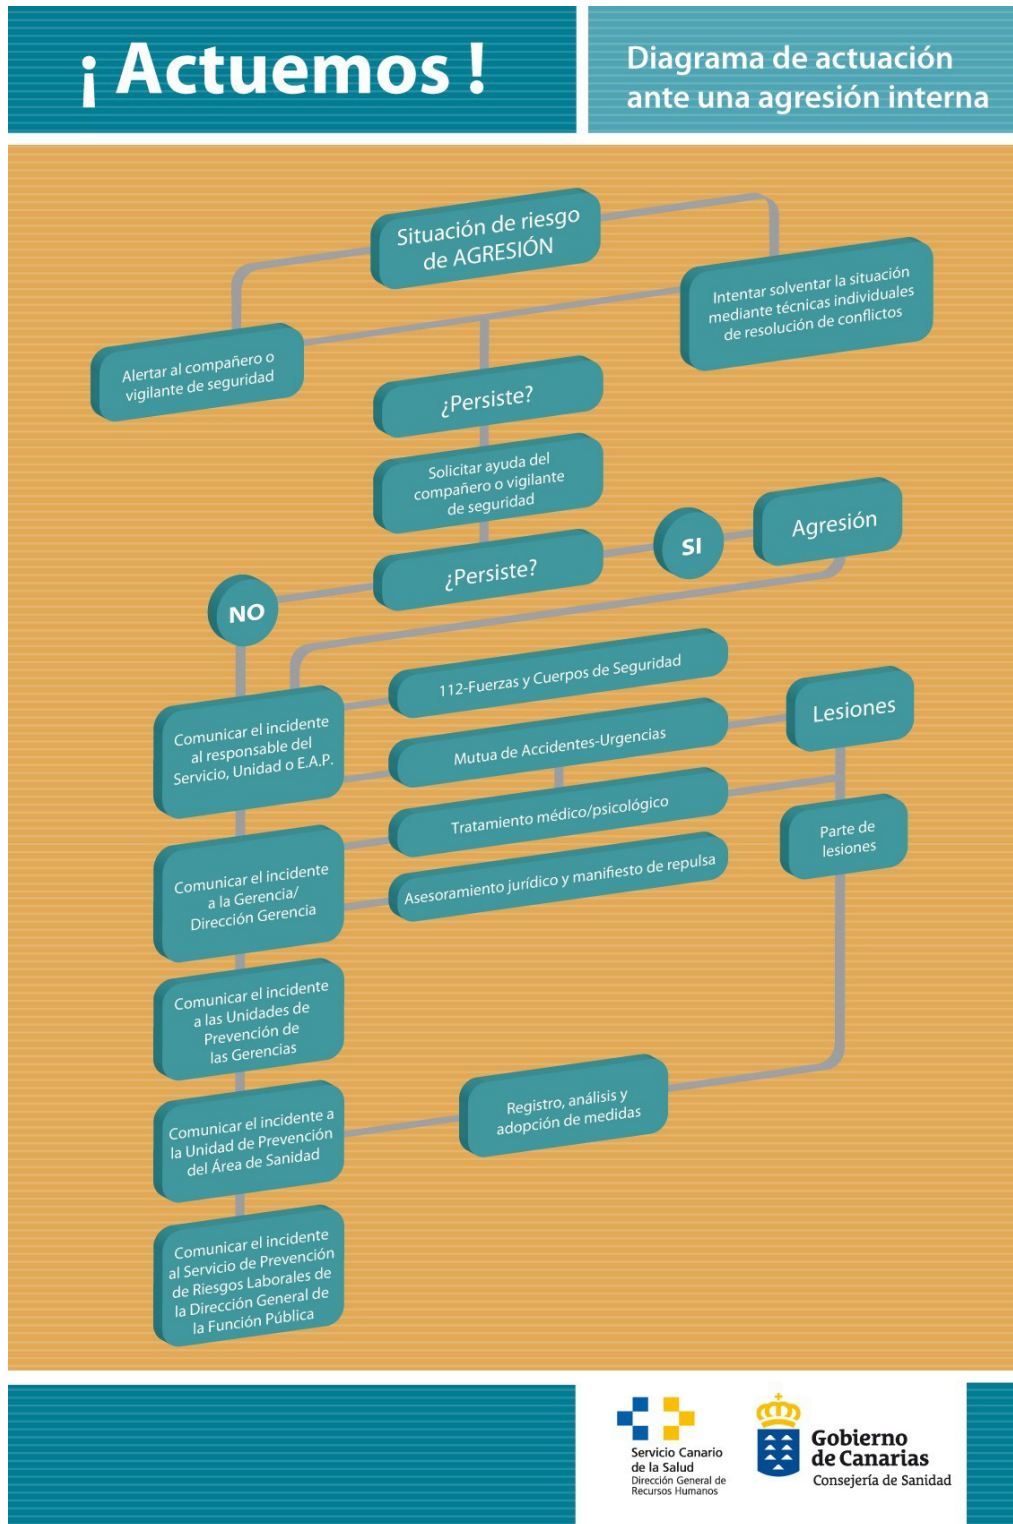 ¡ Actuemos !
Diagrama de actuación
ante una agresión interna
Situación de riesgo
de AGRESIÓN
Intentar solventar la situación
mediante técnicas individuales
de resolución de conflictos
Alertar al compañero o
vigilante de seguridad
¿Persiste?
Solicitar ayuda del
compañero o vigilante
de seguridad
¿Persiste?
SI
Agresión
NO
Comunicar el incidente
al responsable del
Servicio, Unidad o E.A.P.
112-Fuerzas y Cuerpos de Seguridad
Mutua de Accidentes-Urgencias
Lesiones
Tratamiento médico/psicológico
Parte de
lesiones
Asesoramiento jurídico y manifiesto de repulsa
Comunicar el incidente
a la Gerencia/
Dirección Gerencia
Comunicar el incidente
a las Unidades de
Prevención de
las Gerencias
Comunicar el incidente a
la Unidad de Prevención
del Área de Sanidad
Registro, análisis y
adopción de medidas
Comunicar el incidente
al Servicio de Prevención
de Riesgos Laborales de
la Dirección General de
la Función Pública
Servicio Canario
de la Salud
Dirección General de
Recursos Humanos
Gobierno
de Canarias
Consejería de Sanidad